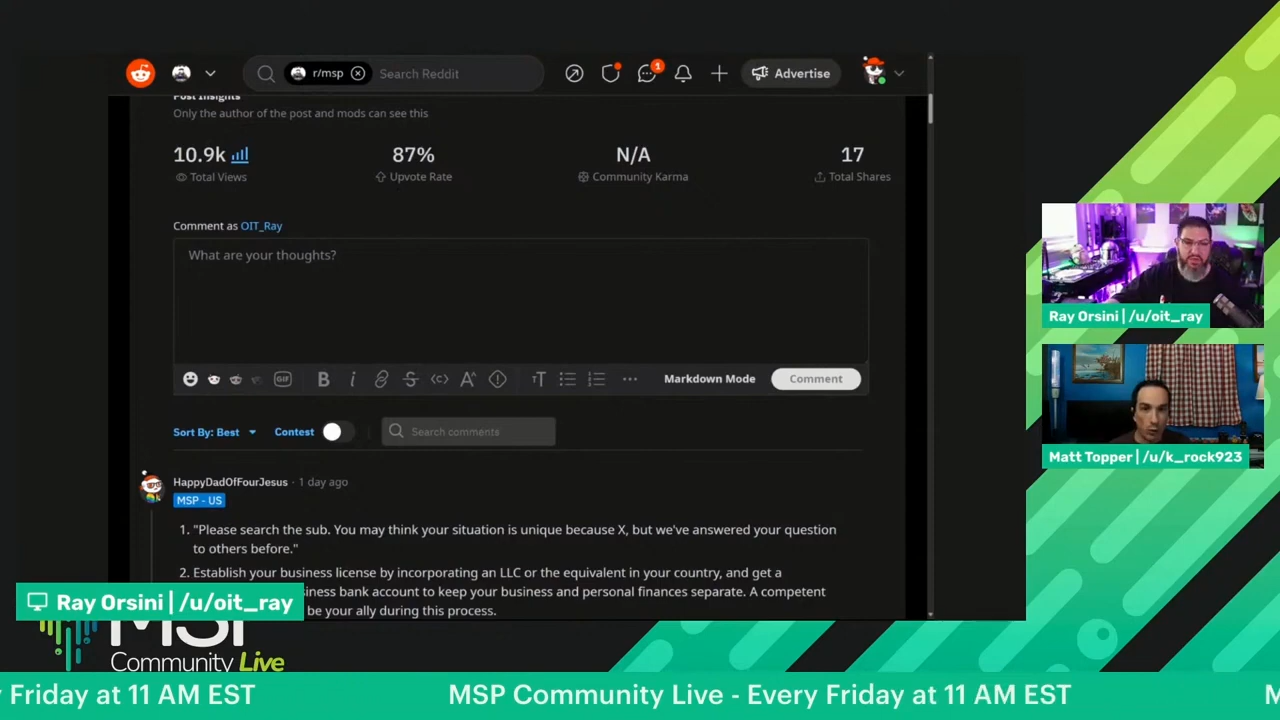 r/msp
Search Reddit
1
Advertise
Post Insights
Only the author of the post and mods can see this
10.9k
87%
N/A
17
Total Views
Upvote Rate
Community Karma
Total Shares
Comment as OIT_Ray
What are your thoughts?
GIF
Markdown Mode
Comment
Sort By: Best
Contest
Search comments
HappyDadOfFourJesus · 1 day ago
MSP - US
1. "Please search the sub. You may think your situation is unique because X, but we've answered your question
to others before."
2. Establish your business license by incorporating an LLC or the equivalent in your country, and get a
iness bank account to keep your business and personal finances separate. A competent
be your ally during this process.
Ray Orsini | /u/oit_ray
Matt Topper | /u/k_rock923
Ray Orsini | /u/oit_ray
MSP
Community Live
y Friday at 11 AM EST
MSP Community Live - Every Friday at 11 AM EST
M